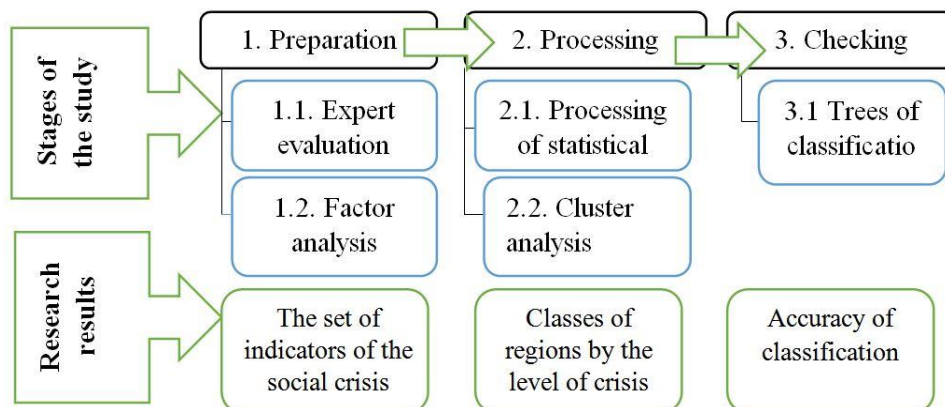 Stages of
the study
1. Preparation
2. Processing
3. Checking
1.1. Expert
evaluation
2.1. Processing
of statistical
3.1 Trees of
classificatio
1.2. Factor
analysis
2.2. Cluster
analysis
Research
results
The set of
indicators of the
social crisis
Classes of
regions by the
level of crisis
Accuracy of
classification